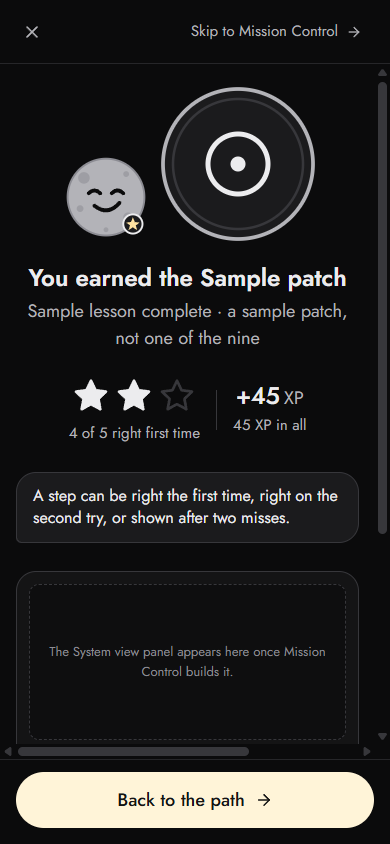 Skip to Mission Control →
You earned the Sample patch
Sample lesson complete · a sample patch,
not one of the nine
+45 XP
4 of 5 right first time
45 XP in all
A step can be right the first time, right on the
second try, or shown after two misses.
The System view panel appears here once Mission
Control builds it.
Back to the path →